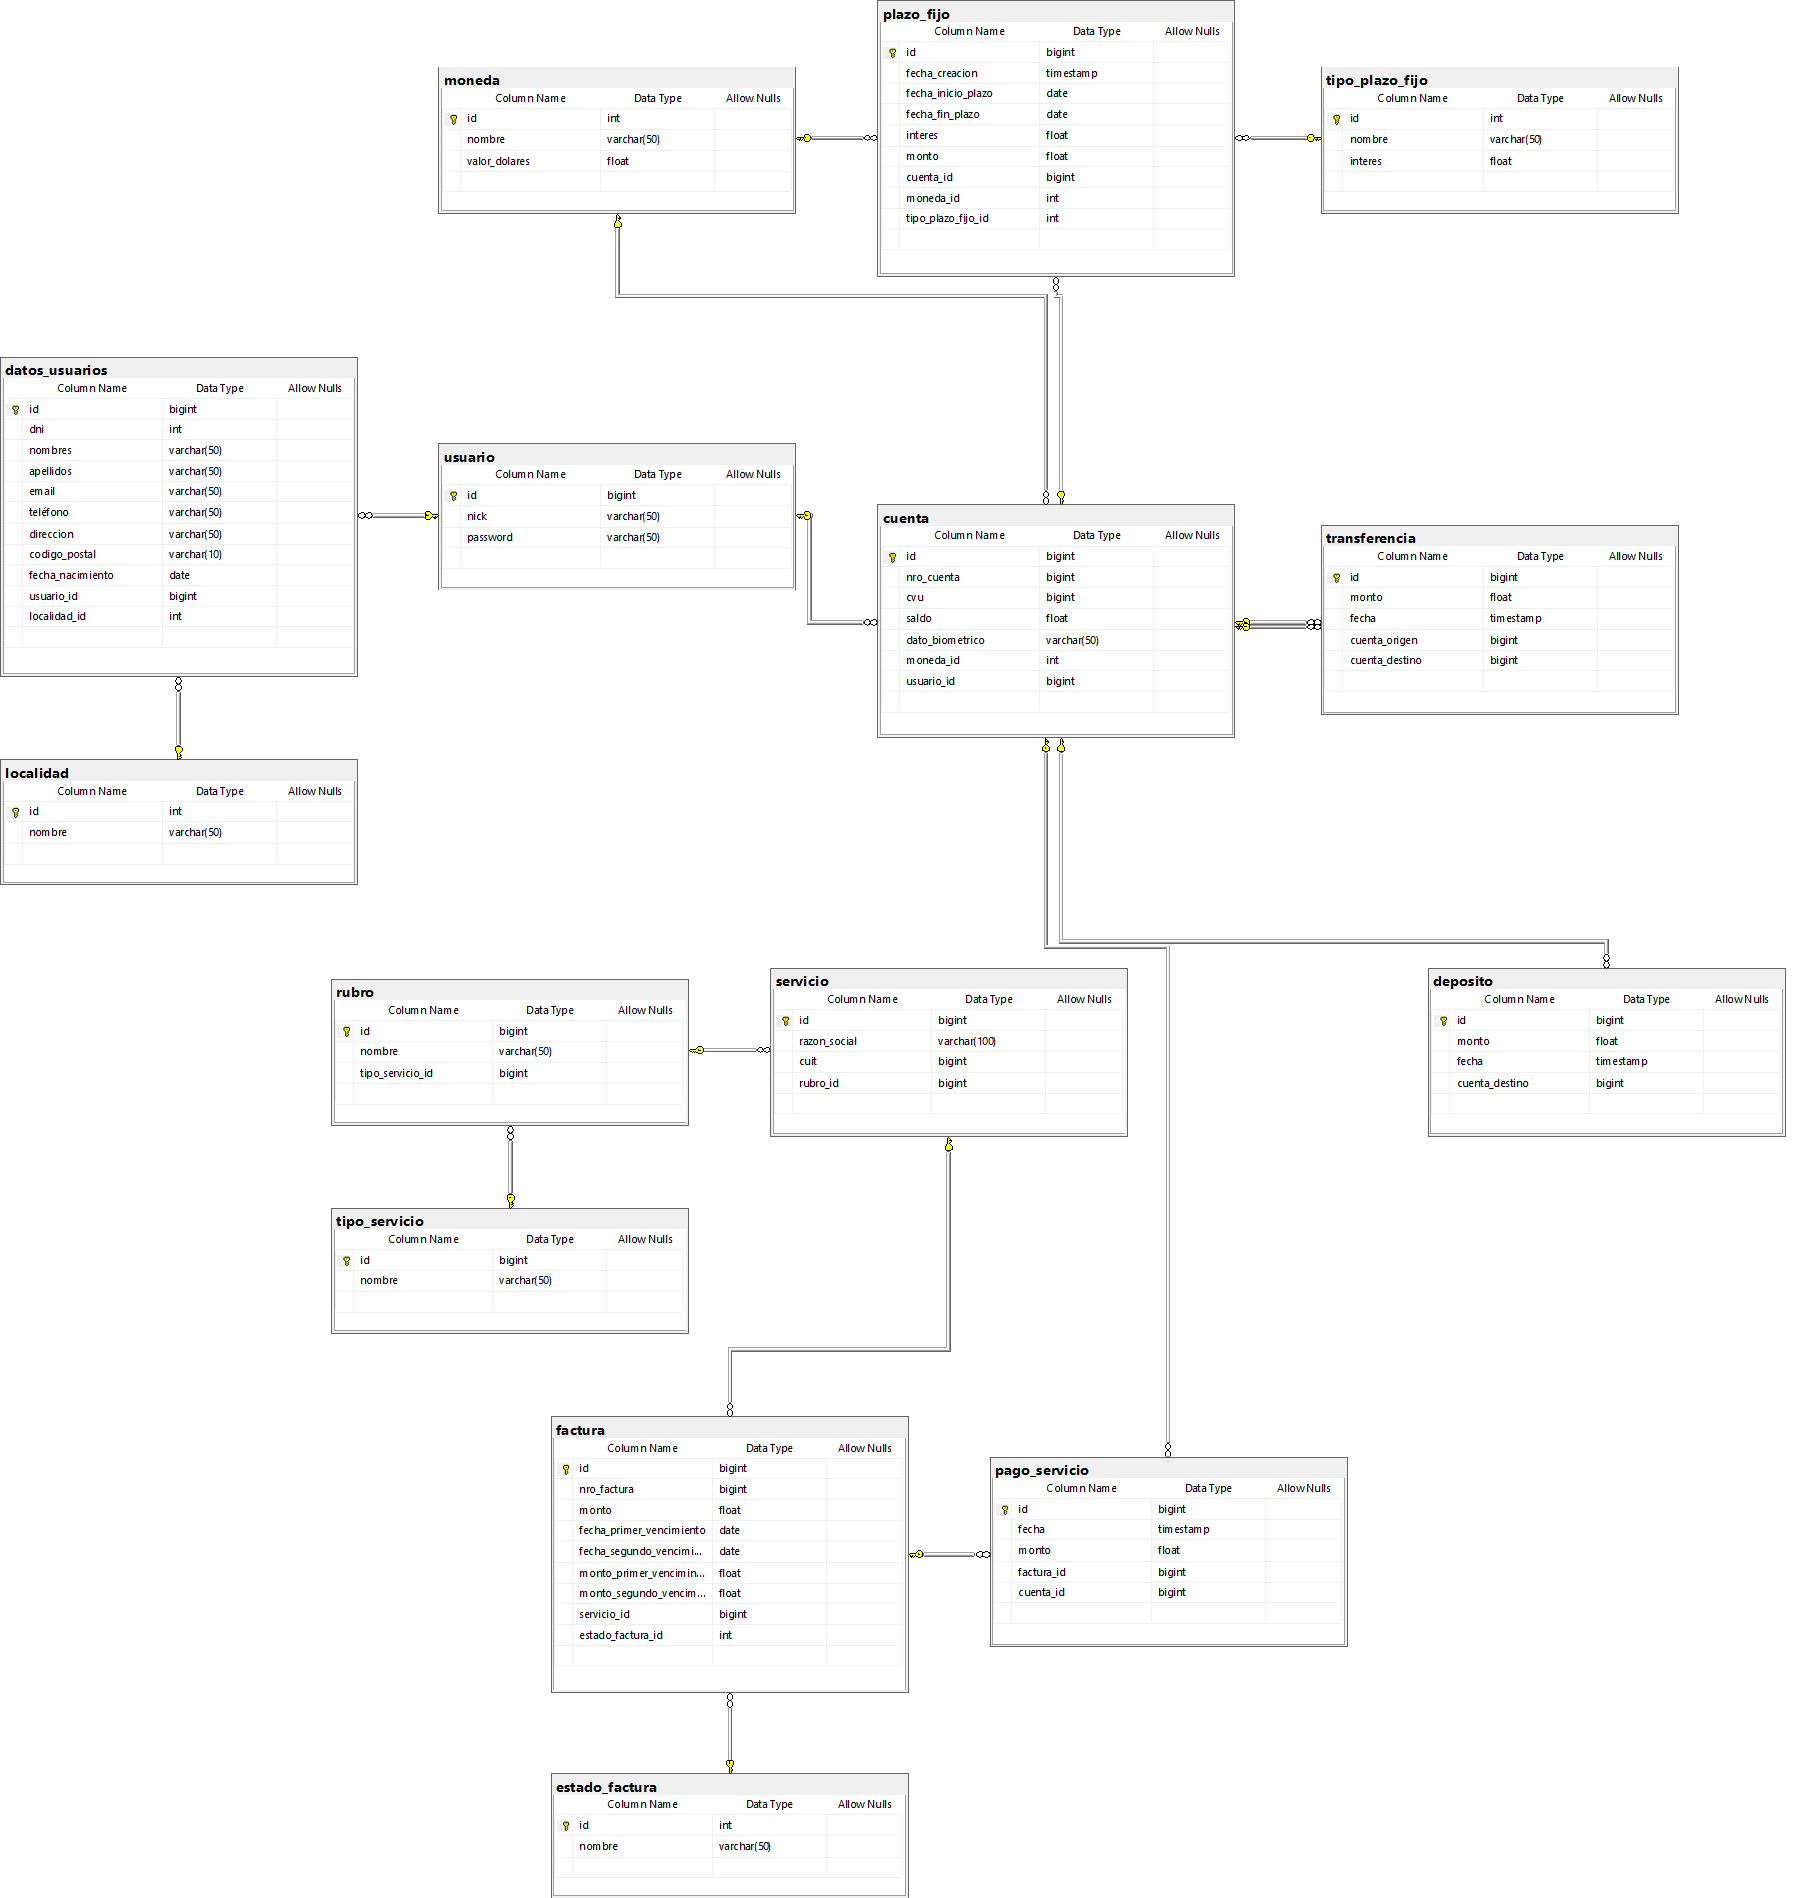 plazo_fijo
Column Name Data Type Allow Nulls
id bigint
fecha_creacion timestamp
fecha_inicio_plazo date
fecha_fin_plazo date
interes float
monto float
cuenta_id bigint
moneda_id int
tipo_plazo_fijo_id int
moneda
Column Name Data Type Allow Nulls
id int
nombre varchar(50)
valor_dolares float
tipo_plazo_fijo
Column Name Data Type Allow Nulls
id int
nombre varchar(50)
interes float
datos_usuarios
Column Name Data Type Allow Nulls
id bigint
dni int
nombres varchar(50)
apellidos varchar(50)
email varchar(50)
teléfono varchar(50)
direccion varchar(50)
codigo_postal varchar(10)
fecha_nacimiento date
usuario_id bigint
localidad_id int
usuario
Column Name Data Type Allow Nulls
id bigint
nick varchar(50)
password varchar(50)
cuenta
Column Name Data Type Allow Nulls
id bigint
nro_cuenta bigint
cvu bigint
saldo float
dato_biometrico varchar(50)
moneda_id int
usuario_id bigint
transferencia
Column Name Data Type Allow Nulls
id bigint
monto float
fecha timestamp
cuenta_origen bigint
cuenta_destino bigint
localidad
Column Name Data Type Allow Nulls
id int
nombre varchar(50)
rubro
Column Name Data Type Allow Nulls
id bigint
nombre varchar(50)
tipo_servicio_id bigint
servicio
Column Name Data Type Allow Nulls
id bigint
razon_social varchar(100)
cuit bigint
rubro_id bigint
deposito
Column Name Data Type Allow Nulls
id bigint
monto float
fecha timestamp
cuenta_destino bigint
tipo_servicio
Column Name Data Type Allow Nulls
id bigint
nombre varchar(50)
factura
Column Name Data Type Allow Nulls
id bigint
nro_factura bigint
monto float
fecha_primer_vencimiento date
fecha_segundo_vencimi... date
monto_primer_vencimin... float
monto_segundo_vencim... float
servicio_id bigint
estado_factura_id int
pago_servicio
Column Name Data Type Allow Nulls
id bigint
fecha timestamp
monto float
factura_id bigint
cuenta_id bigint
estado_factura
Column Name Data Type Allow Nulls
id int
nombre varchar(50)